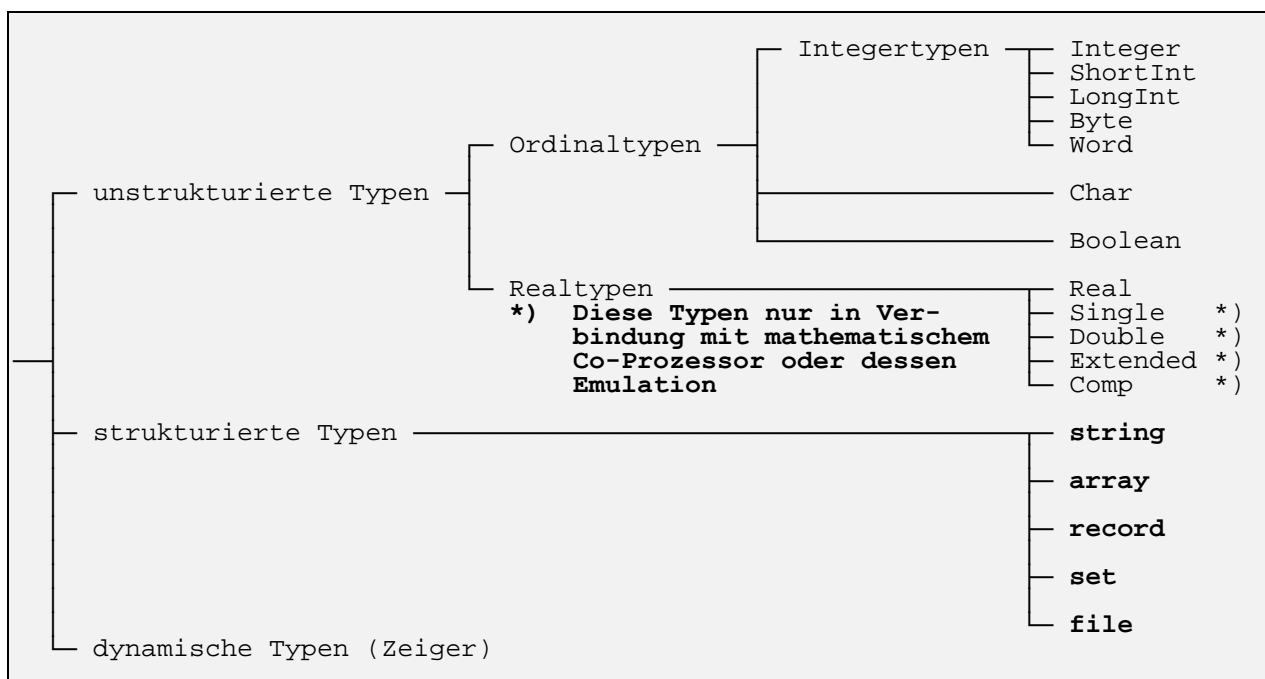 Integertypen Integer
ShortInt
LongInt
Byte
Ordinaltypen Word
unstrukturierte Typen Char
Boolean
Realtypen Real
*) Diese Typen nur in Ver- Single *)
bindung mit mathematischem Double *)
Co-Prozessor oder dessen Extended *)
Emulation Comp *)
strukturierte Typen string
array
record
set
file
dynamische Typen (Zeiger)